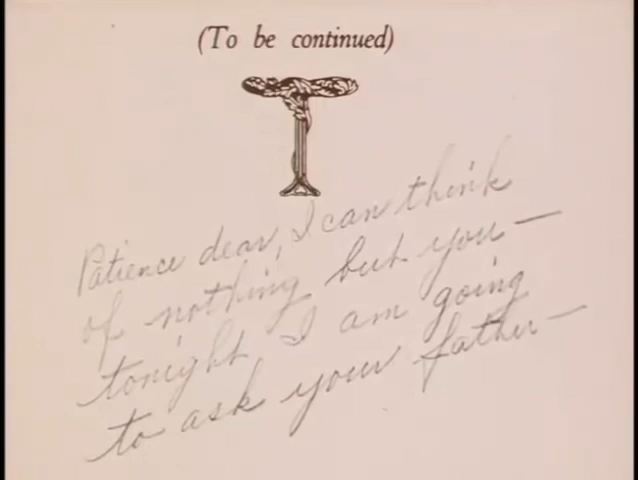 (To be continued)
Patience dear, I can think
of nothing but you —
tonight I am going
to ask your father —